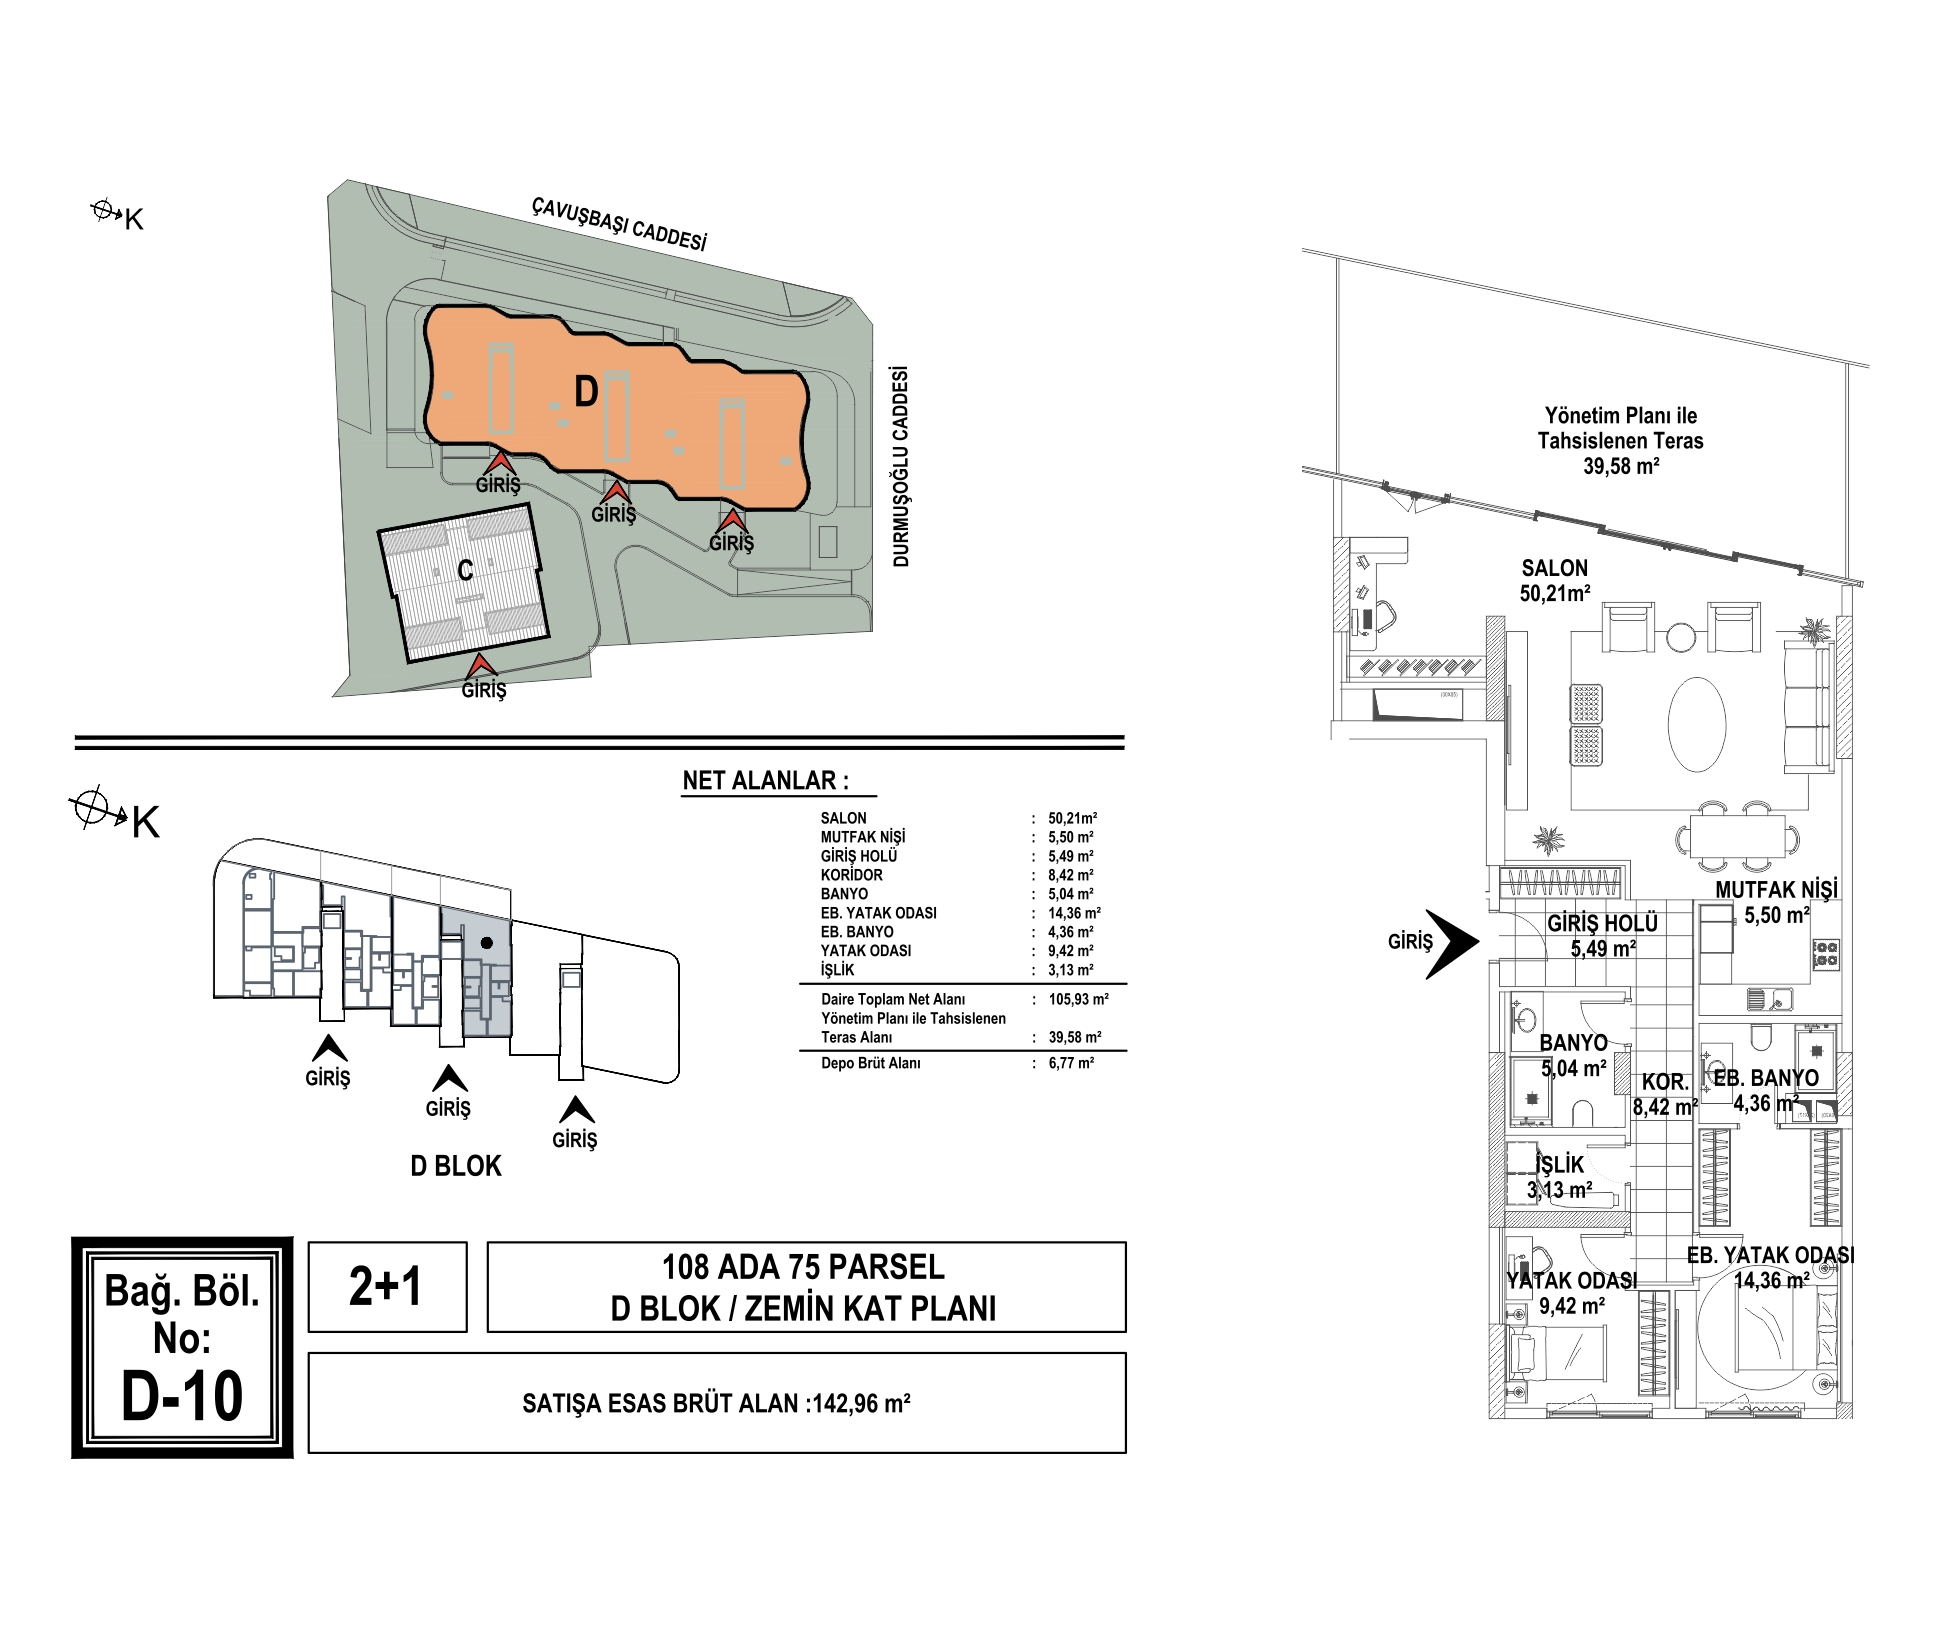 K
ÇAVUŞBAŞI CADDESİ
DURMUŞOĞLU CADDESİ
D
GİRİŞ
GİRİŞ
GİRİŞ
C
GİRİŞ
K
GİRİŞ
GİRİŞ
GİRİŞ
D BLOK
NET ALANLAR :
SALON : 50,21m²
MUTFAK NİŞİ : 5,50 m²
GİRİŞ HOLÜ : 5,49 m²
KORİDOR : 8,42 m²
BANYO : 5,04 m²
EB. YATAK ODASI : 14,36 m²
EB. BANYO : 4,36 m²
YATAK ODASI : 9,42 m²
İŞLİK : 3,13 m²
Daire Toplam Net Alanı : 105,93 m²
Yönetim Planı ile Tahsislenen
Teras Alanı : 39,58 m²
Depo Brüt Alanı : 6,77 m²
Bağ. Böl.
No:
D-10
2+1
108 ADA 75 PARSEL
D BLOK / ZEMİN KAT PLANI
SATIŞA ESAS BRÜT ALAN :142,96 m²
Yönetim Planı ile
Tahsislenen Teras
39,58 m²
SALON
50,21m²
MUTFAK NİŞİ
5,50 m²
GİRİŞ
GİRİŞ HOLÜ
5,49 m²
BANYO
5,04 m²
KOR.
8,42 m²
EB. BANYO
4,36 m²
İŞLİK
3,13 m²
EB. YATAK ODASI
14,36 m²
YATAK ODASI
9,42 m²